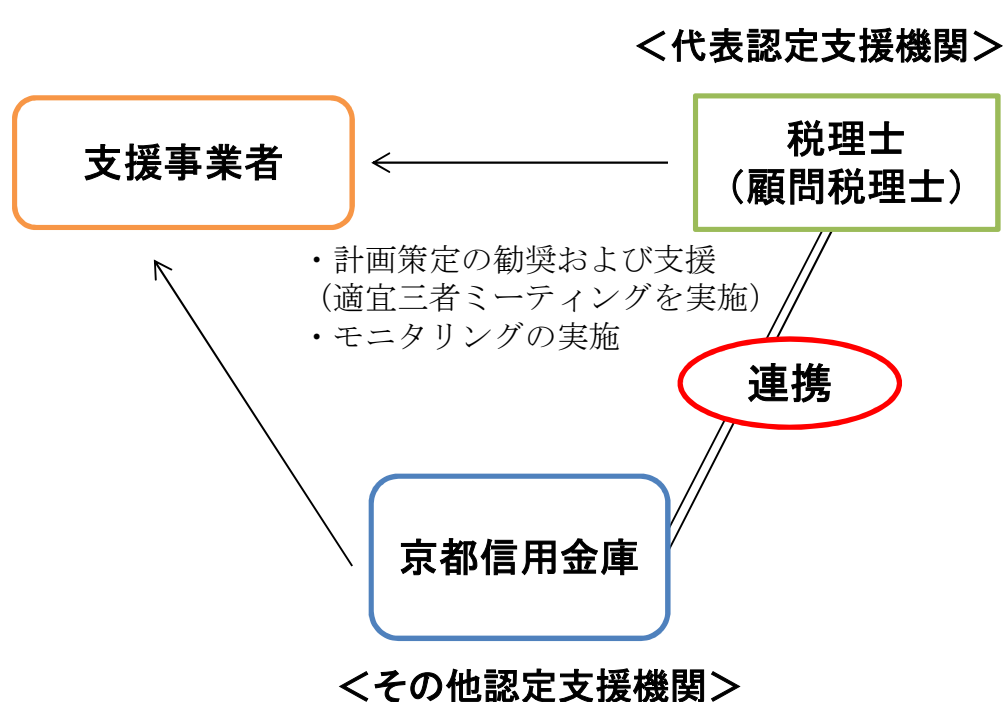 ＜代表認定支援機関＞
支援事業者
税理士
（顧問税理士）
・計画策定の勧奨および支援
（適宜三者ミーティングを実施）
・モニタリングの実施
連携
京都信用金庫
＜その他認定支援機関＞